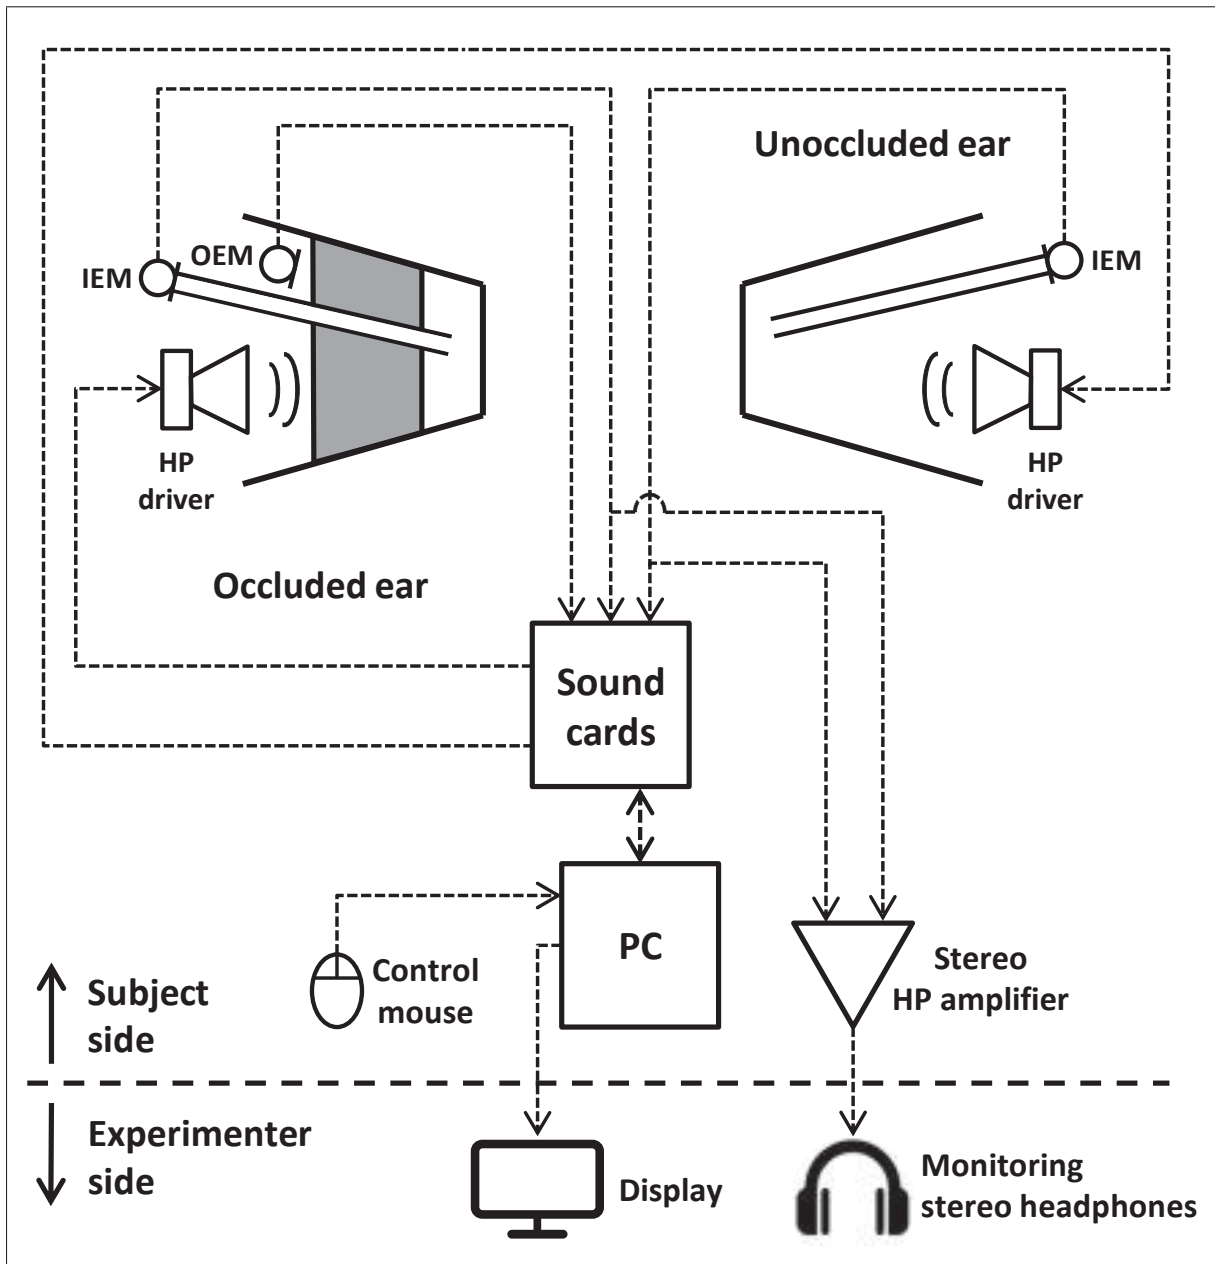 Unoccluded ear
OEM
IEM
IEM
HP
driver
HP
driver
Occluded ear
Sound
cards
PC
Control
mouse
Stereo
HP amplifier
Subject
side
Experimenter
side
Display
Monitoring
stereo headphones